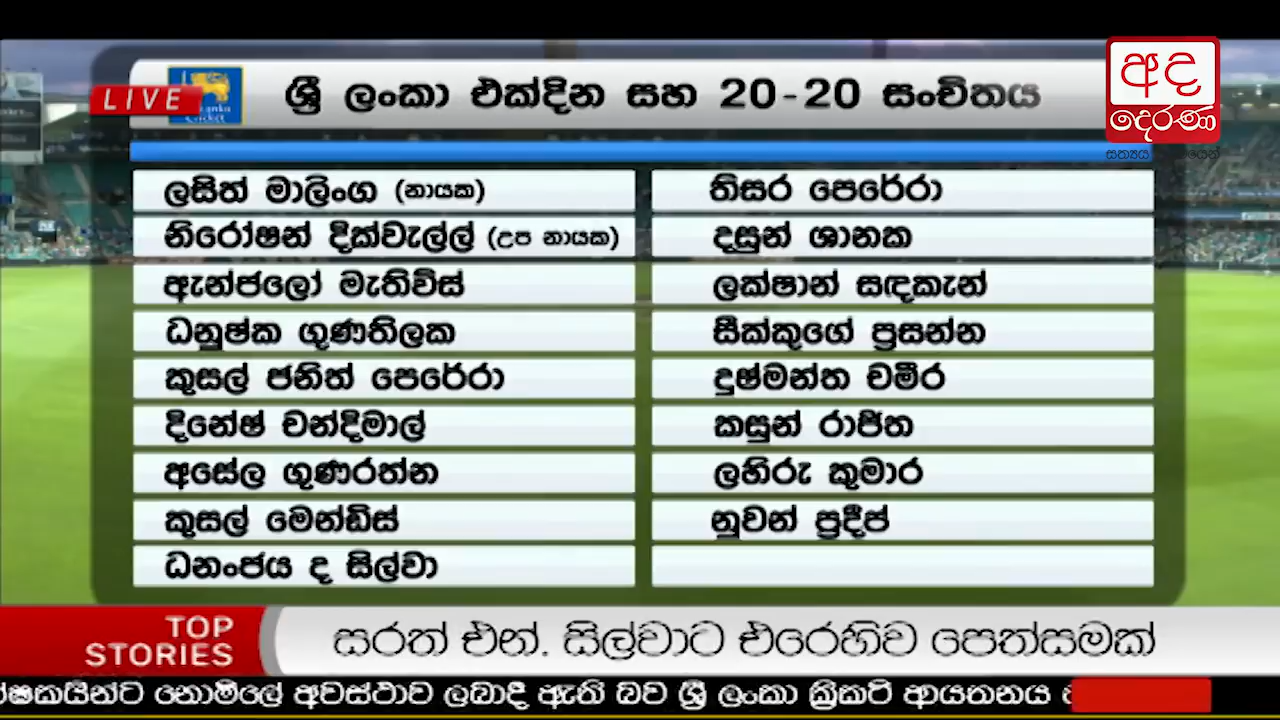 LIVE
ශ්‍රී ලංකා එක්දින සහ 20-20 සංචිතය
අද
දෙරණ
ලසිත් මාලිංග (නායක)
නිරෝෂන් දික්වැල්ල් (උප නායක)
ඇන්ජලෝ මැතිව්ස්
ධනුෂ්ක ගුණතිලක
කුසල් ජනිත් පෙරේරා
දිනේෂ් චන්දිමාල්
අසේල ගුණරත්න
කුසල් මෙන්ඩිස්
ධනංජය ද සිල්වා
තිසර පෙරේරා
දසුන් ශානක
ලක්ෂාන් සඳකැන්
සීක්කුගේ ප්‍රසන්න
දුෂ්මන්ත චමීර
කසුන් රාජිත
ලහිරු කුමාර
නුවන් ප්‍රදීප්
TOP
STORIES
සරත් එන්. සිල්වාට එරෙහිව පෙත්සමක්
නොමිලේ අවස්ථාව ලබාදී ඇති බව ශ්‍රී ලංකා ක්‍රිකට් ආයතනය